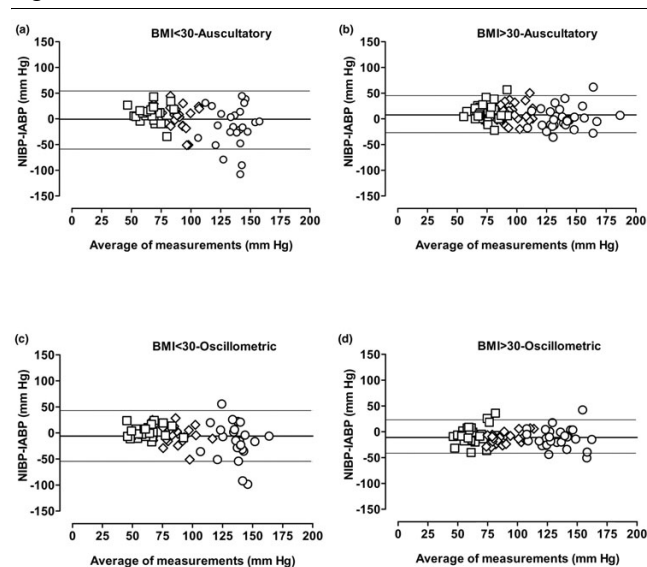 (a)
BMI<30-Auscultatory
150
100
50
0
-50
-100
-150
NIBP-IABP (mm Hg)
0 25 50 75 100 125 150 175 200
Average of measurements (mm Hg)
(b)
BMI>30-Auscultatory
150
100
50
0
-50
-100
-150
NIBP-IABP (mm Hg)
0 25 50 75 100 125 150 175 200
Average of measurements (mm Hg)
(c)
BMI<30-Oscillometric
150
100
50
0
-50
-100
-150
NIBP-IABP (mm Hg)
0 25 50 75 100 125 150 175 200
Average of measurements (mm Hg)
(d)
BMI>30-Oscillometric
150
100
50
0
-50
-100
-150
NIBP-IABP (mm Hg)
0 25 50 75 100 125 150 175 200
Average of measurements (mm Hg)